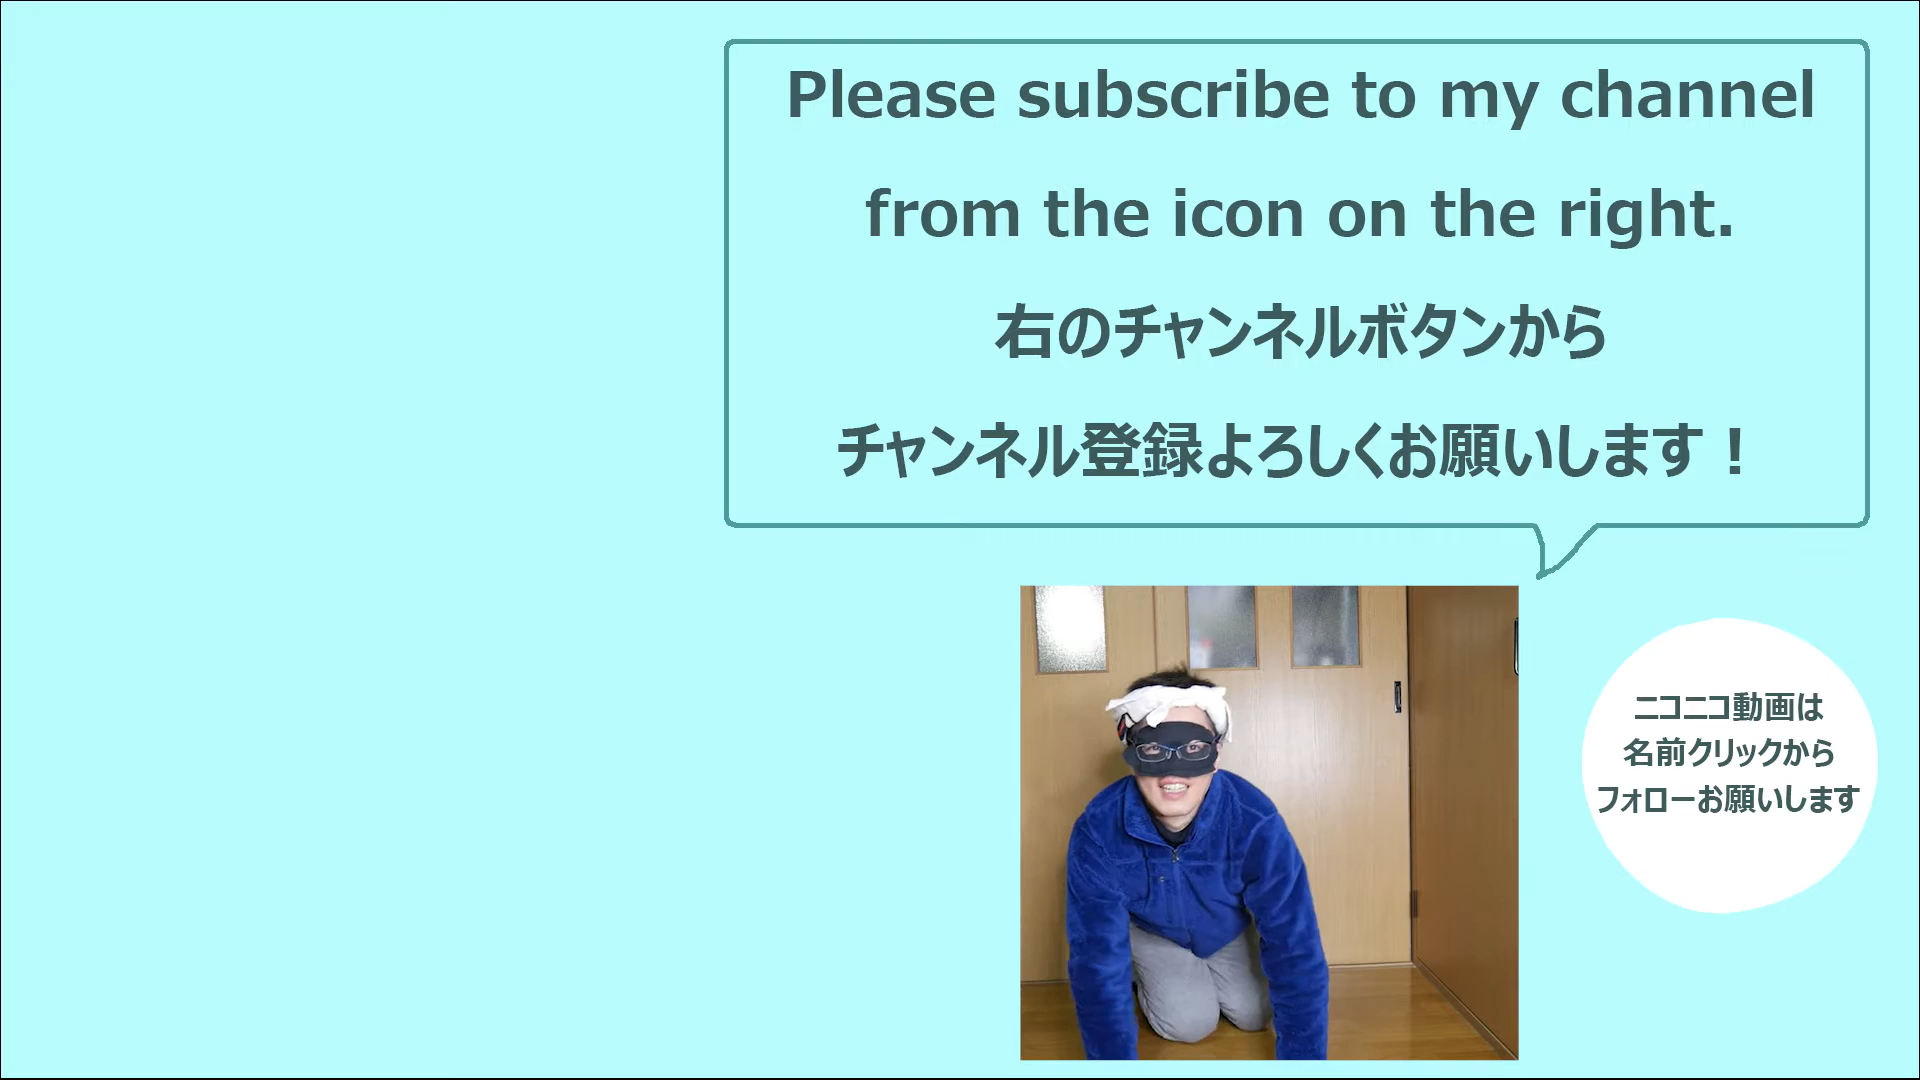 Please subscribe to my channel
from the icon on the right.
右のチャンネルボタンから
チャンネル登録よろしくお願いします！
ニコニコ動画は
名前クリックから
フォローお願いします